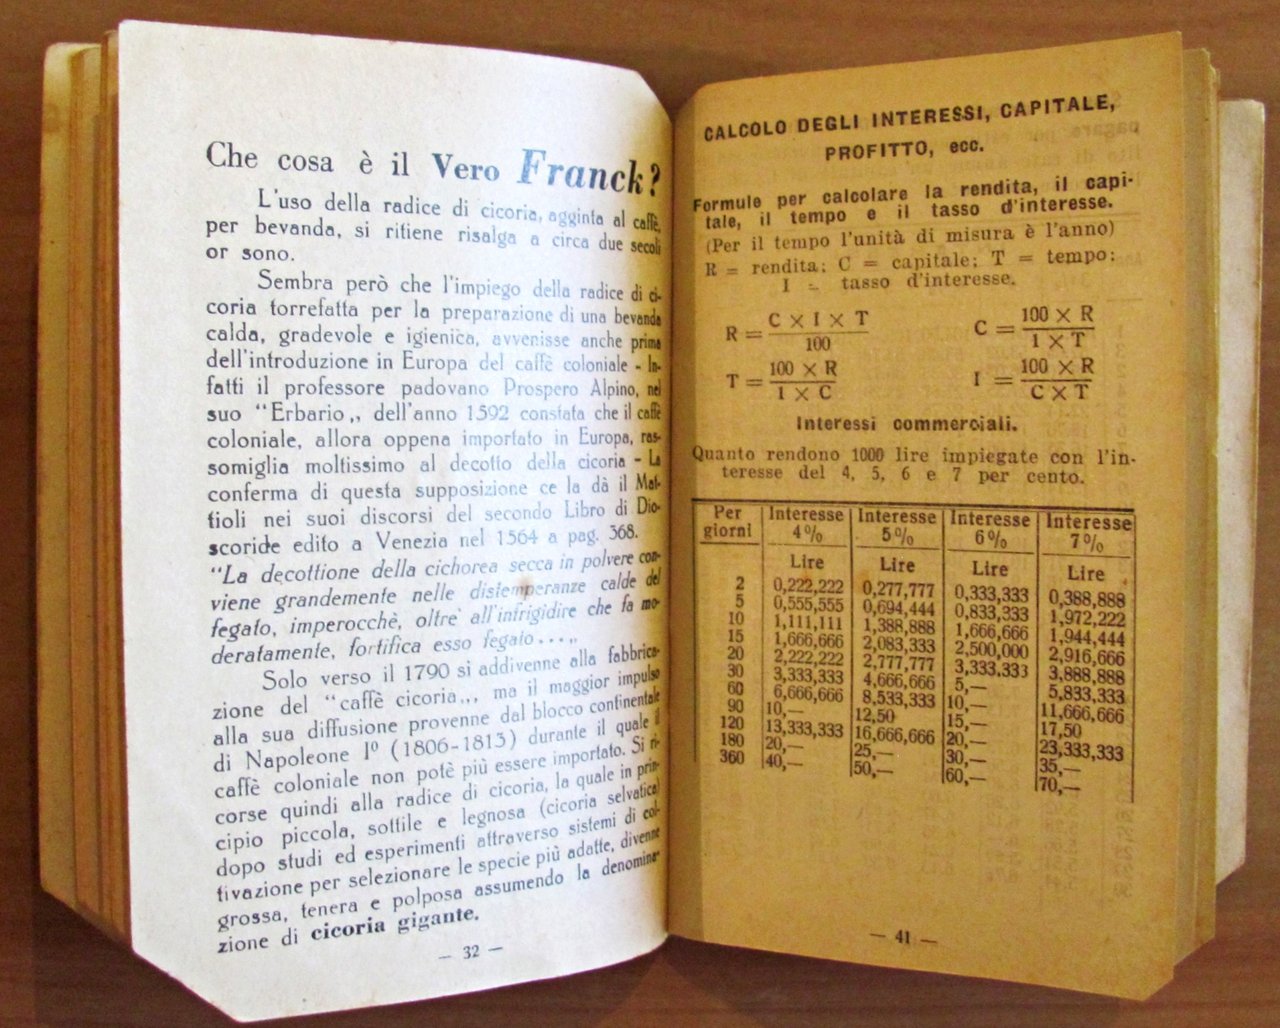 Che cosa è il Vero Franck?
L'uso della radice di cicoria, agginta al caffè,
per bevanda, si ritiene risalga a circa due secoli
or sono.
Sembra però che l'impiego della radice di ci-
coria torrefatta per la preparazione di una bevanda
calda, gradevole e igienica, avvenisse anche prima
dell'introduzione in Europa del caffè coloniale - In-
fatti il professore padovano Prospero Alpino, nel
suo "Erbario,, dell'anno 1592 constata che il caffè
coloniale, allora oppena importato in Europa, ras-
somiglia moltissimo al decotto della cicoria - La
conferma di questa supposizione ce la dà il Mat-
tioli nei suoi discorsi del secondo Libro di Dio-
scoride edito a Venezia nel 1564 a pag. 368.
"La decottione della cichorea secca in polvere con-
viene grandemente nelle distemperanze calde del
fegato, imperocchè, oltre all'infrigidire che fa mo-
deratamente, fortifica esso fegato...,,
Solo verso il 1790 si addivenne alla fabbrica-
zione del "caffè cicoria,,, ma il maggior impulso
alla sua diffusione provenne dal blocco continentale
di Napoleone Iº (1806-1813) durante il quale il
caffè coloniale non potè più essere importato. Si ri-
corse quindi alla radice di cicoria, la quale in prin-
cipio piccola, sottile e legnosa (cicoria selvatica)
dopo studi ed esperimenti attraverso sistemi di col-
tivazione per selezionare le specie più adatte, divenne
grossa, tenera e polposa assumendo la denomina-
zione di cicoria gigante.
— 32 —
CALCOLO DEGLI INTERESSI, CAPITALE,
PROFITTO, ecc.
Formule per calcolare la rendita, il capi-
tale, il tempo e il tasso d'interesse.
(Per il tempo l'unità di misura è l'anno)
R = rendita; C = capitale; T = tempo;
I = tasso d'interesse.
R = C × I × T / 100 C = 100 × R / I × T
T = 100 × R / I × C I = 100 × R / C × T
Interessi commerciali.
Quanto rendono 1000 lire impiegate con l'in-
teresse del 4, 5, 6 e 7 per cento.
Per giorni Interesse 4% Interesse 5% Interesse 6% Interesse 7%
Lire Lire Lire Lire
2 0,222,222 0,277,777 0,333,333 0,388,888
5 0,555,555 0,694,444 0,833,333 1,972,222
10 1,111,111 1,388,888 1,666,666 1,944,444
15 1,666,666 2,083,333 2,500,000 2,916,666
20 2,222,222 2,777,777 3,333,333 3,888,888
30 3,333,333 4,666,666 5,— 5,833,333
60 6,666,666 8,533,333 10,— 11,666,666
90 10,— 12,50 15,— 17,50
120 13,333,333 16,666,666 20,— 23,333,333
180 20,— 25,— 30,— 35,—
360 40,— 50,— 60,— 70,—
— 41 —